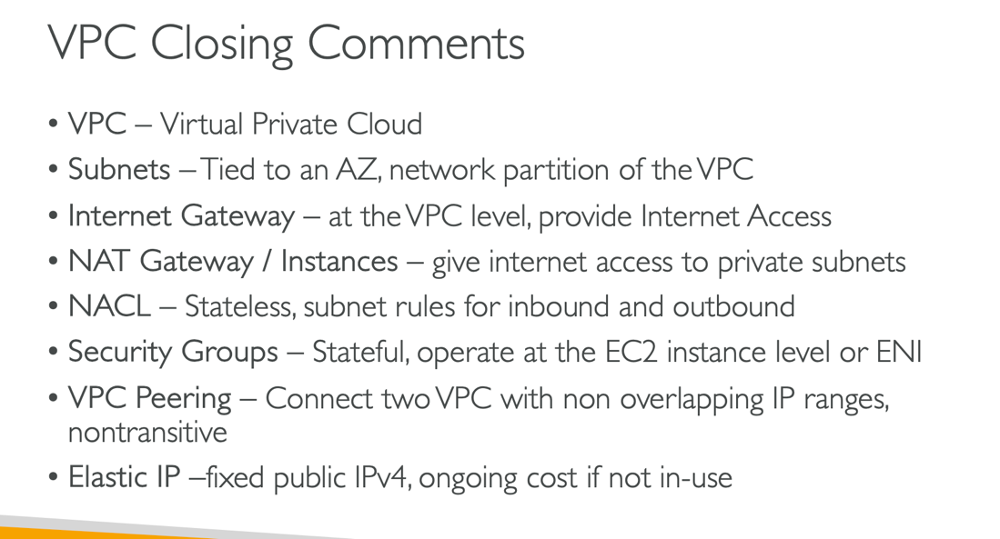 VPC Closing Comments
• VPC – Virtual Private Cloud
• Subnets – Tied to an AZ, network partition of the VPC
• Internet Gateway – at the VPC level, provide Internet Access
• NAT Gateway / Instances – give internet access to private subnets
• NACL – Stateless, subnet rules for inbound and outbound
• Security Groups – Stateful, operate at the EC2 instance level or ENI
• VPC Peering – Connect two VPC with non overlapping IP ranges,
nontransitive
• Elastic IP –fixed public IPv4, ongoing cost if not in-use